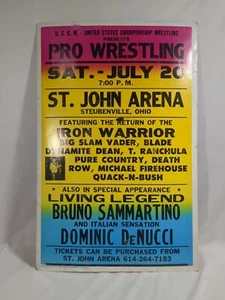 U. S. C. W. - UNITED STATES CHAMPIONSHIP WRESTLING
PRESENTS
PRO WRESTLING
SAT. - JULY 20
7:00 P. M.
ST. JOHN ARENA
STEUBENVILLE, OHIO
FEATURING THE RETURN OF THE
IRON WARRIOR
BIG SLAM VADER, BLADE
DYNAMITE DEAN, T. RANCHULA
PURE COUNTRY, DEATH
ROW, MICHAEL FIREHOUSE
QUACK-N-BUSH
ALSO IN SPECIAL APPEARANCE
LIVING LEGEND
BRUNO SAMMARTINO
AND ITALIAN SENSATION
DOMINIC DeNUCCI
TICKETS CAN BE PURCHASED FROM
ST. JOHN ARENA 614-264-7193